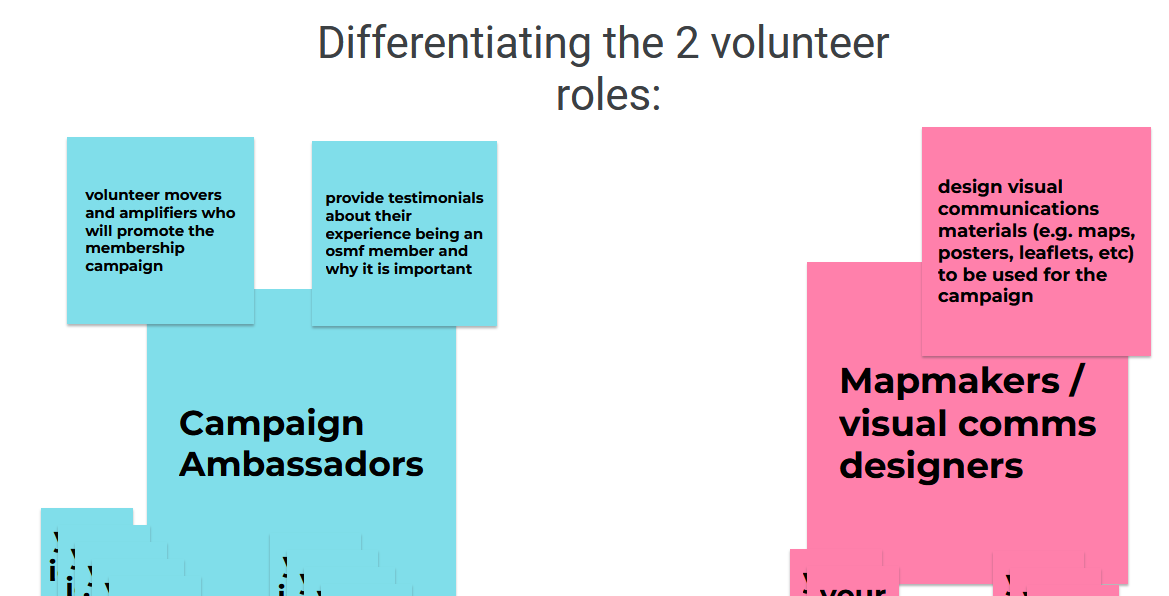 Differentiating the 2 volunteer
roles:
volunteer movers
and amplifiers who
will promote the
membership
campaign
provide testimonials
about their
experience being an
osmf member and
why it is important
design visual
communications
materials (e.g. maps,
posters, leaflets, etc)
to be used for the
campaign
Campaign
Ambassadors
Mapmakers /
visual comms
designers
your